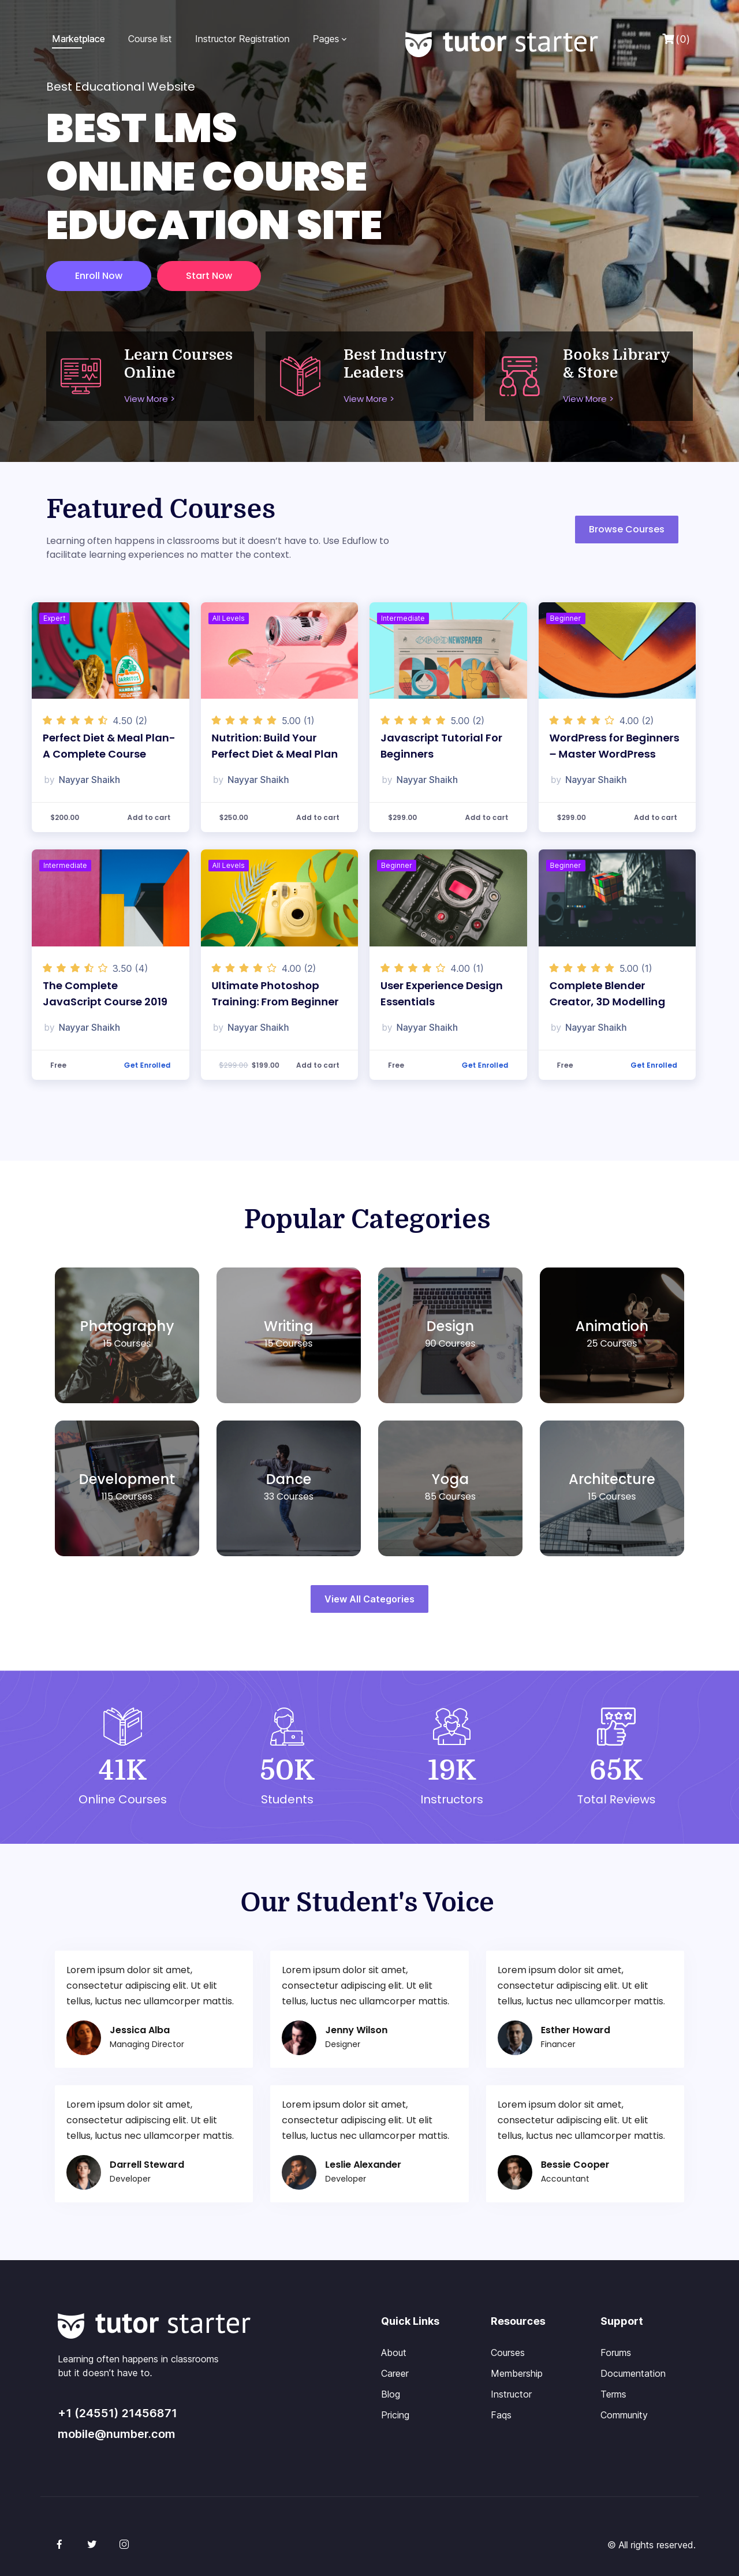 Marketplace
Course list
Instructor Registration
Pages
tutor starter
(0)
Best Educational Website
BEST LMS
ONLINE COURSE
EDUCATION SITE
Enroll Now
Start Now
Learn Courses
Online
View More >
Best Industry
Leaders
View More >
Books Library
& Store
View More >
Featured Courses
Learning often happens in classrooms but it doesn’t have to. Use Eduflow to
facilitate learning experiences no matter the context.
Browse Courses
Expert
4.50 (2)
Perfect Diet & Meal Plan-
A Complete Course
by Nayyar Shaikh
$200.00
Add to cart
All Levels
5.00 (1)
Nutrition: Build Your
Perfect Diet & Meal Plan
by Nayyar Shaikh
$250.00
Add to cart
Intermediate
NEWSPAPER
5.00 (2)
Javascript Tutorial For
Beginners
by Nayyar Shaikh
$299.00
Add to cart
Beginner
4.00 (2)
WordPress for Beginners
– Master WordPress
by Nayyar Shaikh
$299.00
Add to cart
Intermediate
3.50 (4)
The Complete
JavaScript Course 2019
by Nayyar Shaikh
Free
Get Enrolled
All Levels
4.00 (2)
Ultimate Photoshop
Training: From Beginner
by Nayyar Shaikh
$299.00 $199.00
Add to cart
Beginner
4.00 (1)
User Experience Design
Essentials
by Nayyar Shaikh
Free
Get Enrolled
Beginner
5.00 (1)
Complete Blender
Creator, 3D Modelling
by Nayyar Shaikh
Free
Get Enrolled
Popular Categories
Photography
15 Courses
Writing
15 Courses
Design
90 Courses
Animation
25 Courses
Development
115 Courses
Dance
33 Courses
Yoga
85 Courses
Architecture
15 Courses
View All Categories
41K
Online Courses
50K
Students
19K
Instructors
65K
Total Reviews
Our Student's Voice
Lorem ipsum dolor sit amet,
consectetur adipiscing elit. Ut elit
tellus, luctus nec ullamcorper mattis.
Jessica Alba
Managing Director
Lorem ipsum dolor sit amet,
consectetur adipiscing elit. Ut elit
tellus, luctus nec ullamcorper mattis.
Jenny Wilson
Designer
Lorem ipsum dolor sit amet,
consectetur adipiscing elit. Ut elit
tellus, luctus nec ullamcorper mattis.
Esther Howard
Financer
Lorem ipsum dolor sit amet,
consectetur adipiscing elit. Ut elit
tellus, luctus nec ullamcorper mattis.
Darrell Steward
Developer
Lorem ipsum dolor sit amet,
consectetur adipiscing elit. Ut elit
tellus, luctus nec ullamcorper mattis.
Leslie Alexander
Developer
Lorem ipsum dolor sit amet,
consectetur adipiscing elit. Ut elit
tellus, luctus nec ullamcorper mattis.
Bessie Cooper
Accountant
tutor starter
Learning often happens in classrooms
but it doesn’t have to.
+1 (24551) 21456871
mobile@number.com
Quick Links
About
Career
Blog
Pricing
Resources
Courses
Membership
Instructor
Faqs
Support
Forums
Documentation
Terms
Community
© All rights reserved.